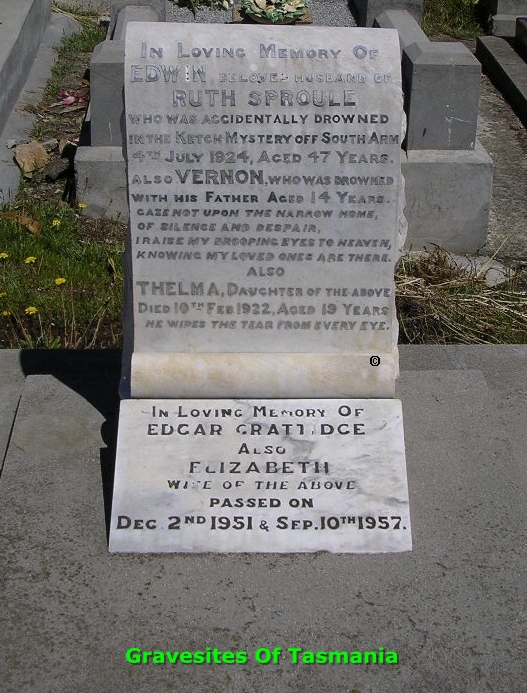 In Loving Memory Of
EDWIN, BELOVED HUSBAND OF
RUTH SPROULE
WHO WAS ACCIDENTALLY DROWNED
IN THE KETCH MYSTERY OFF SOUTH ARM
4TH JULY 1924, AGED 47 YEARS.
ALSO VERNON, WHO WAS DROWNED
WITH HIS FATHER AGED 14 YEARS.
GAZE NOT UPON THE NARROW HOME,
OF SILENCE AND DESPAIR,
I RAISE MY DROOPING EYES TO HEAVEN,
KNOWING MY LOVED ONES ARE THERE.
ALSO
THELMA, DAUGHTER OF THE ABOVE
DIED 10TH FEB 1922, AGED 19 YEARS
HE WIPES THE TEAR FROM EVERY EYE.
©
IN LOVING MEMORY OF
EDGAR GRATTIDGE
ALSO
ELIZABETH
WIFE OF THE ABOVE
PASSED ON
DEC 2ND 1951 & SEP. 10TH 1957.
Gravesites Of Tasmania